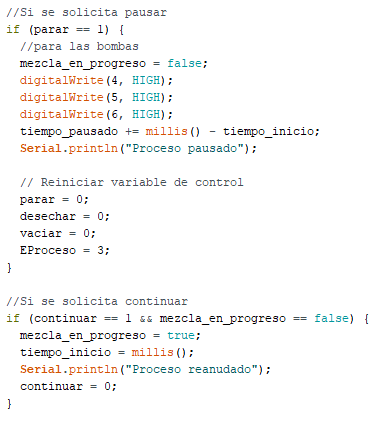 //Si se solicita pausar
if (parar == 1) {
  //para las bombas
  mezcla_en_progreso = false;
  digitalWrite(4, HIGH);
  digitalWrite(5, HIGH);
  digitalWrite(6, HIGH);
  tiempo_pausado += millis() - tiempo_inicio;
  Serial.println("Proceso pausado");

  // Reiniciar variable de control
  parar = 0;
  desechar = 0;
  vaciar = 0;
  EProceso = 3;
}

//Si se solicita continuar
if (continuar == 1 && mezcla_en_progreso == false) {
  mezcla_en_progreso = true;
  tiempo_inicio = millis();
  Serial.println("Proceso reanudado");
  continuar = 0;
}